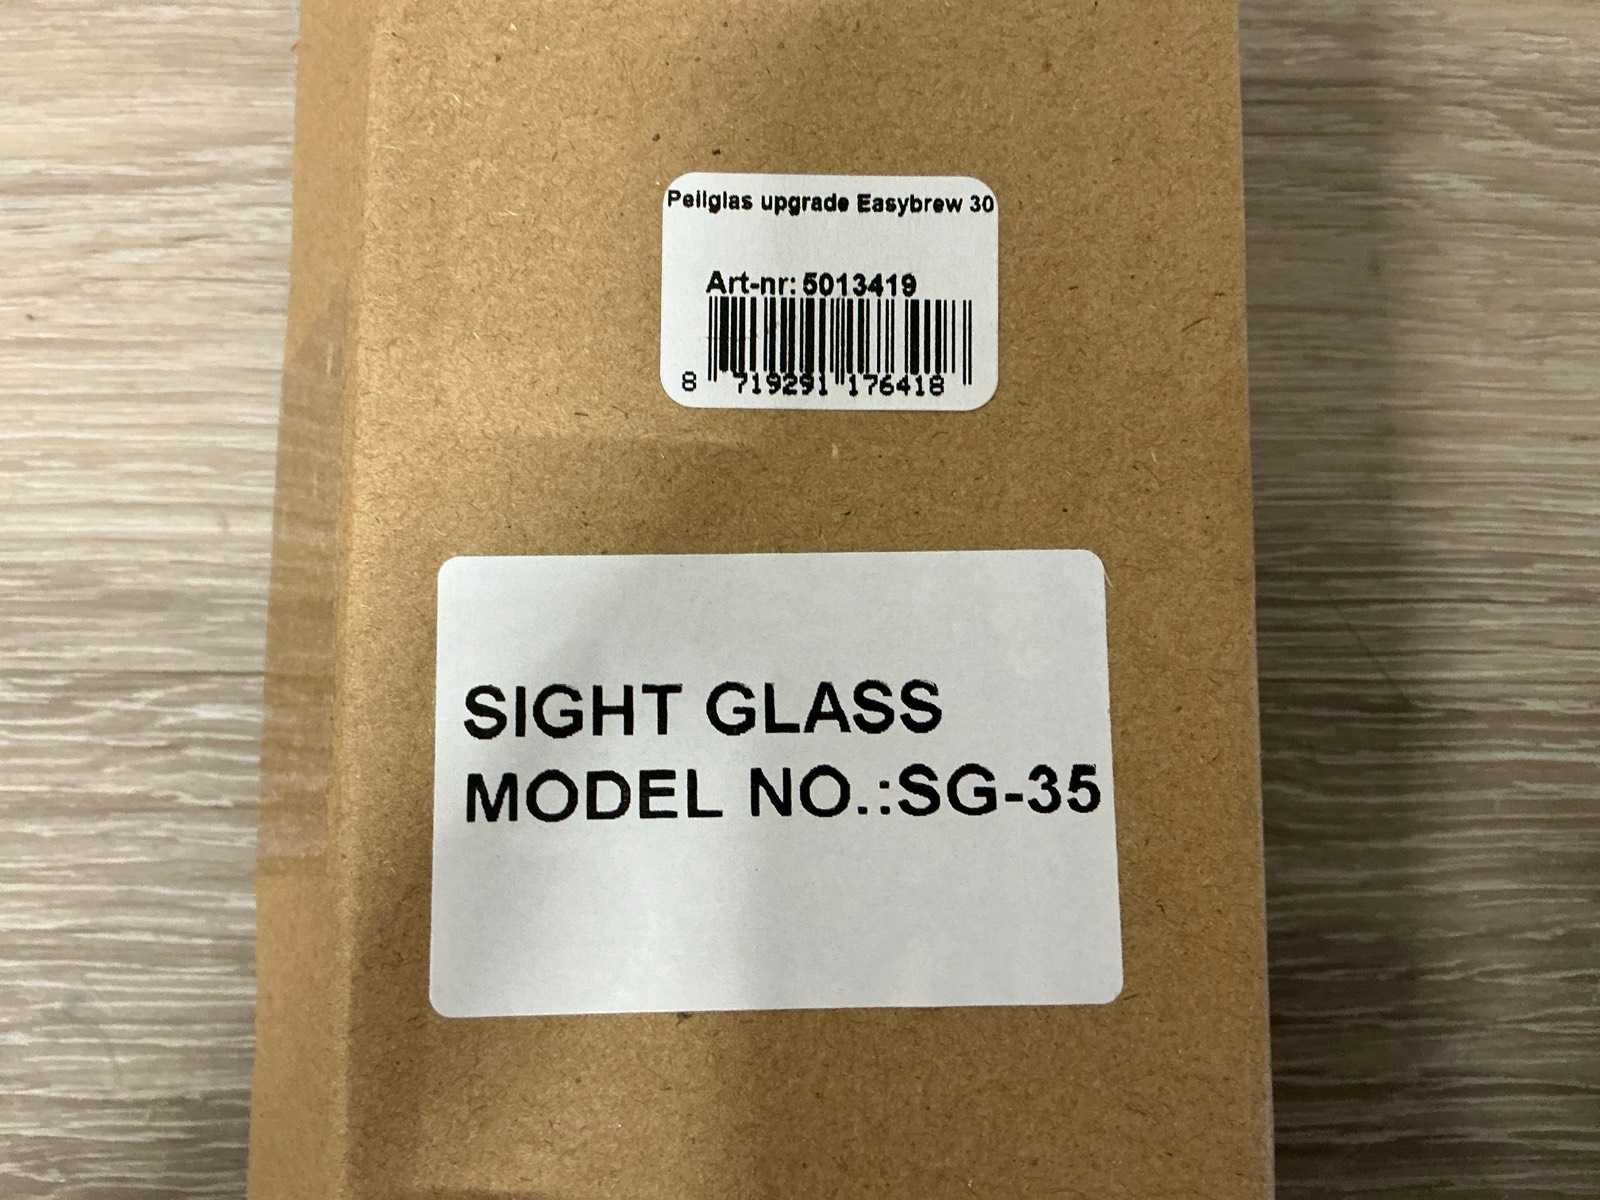 Peilglas upgrade Easybrew 30
Art-nr: 5013419
8 719291 176418
SIGHT GLASS
MODEL NO.:SG-35